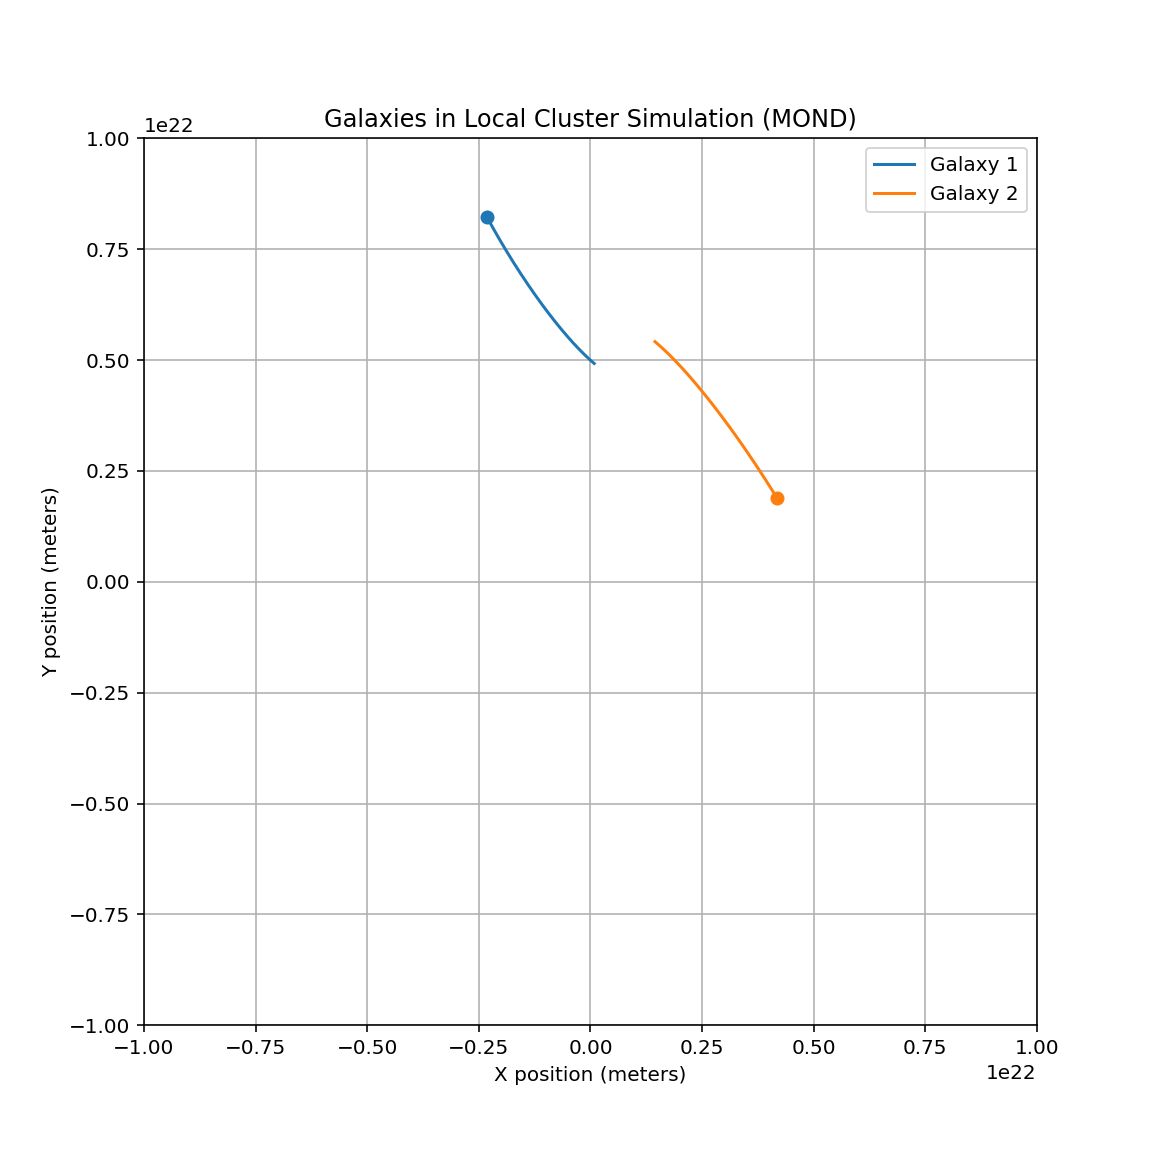 Galaxies in Local Cluster Simulation (MOND)
1e22
Galaxy 1
Galaxy 2
1.00
0.75
0.50
0.25
0.00
−0.25
−0.50
−0.75
−1.00
Y position (meters)
−1.00 −0.75 −0.50 −0.25 0.00 0.25 0.50 0.75 1.00
X position (meters)
1e22